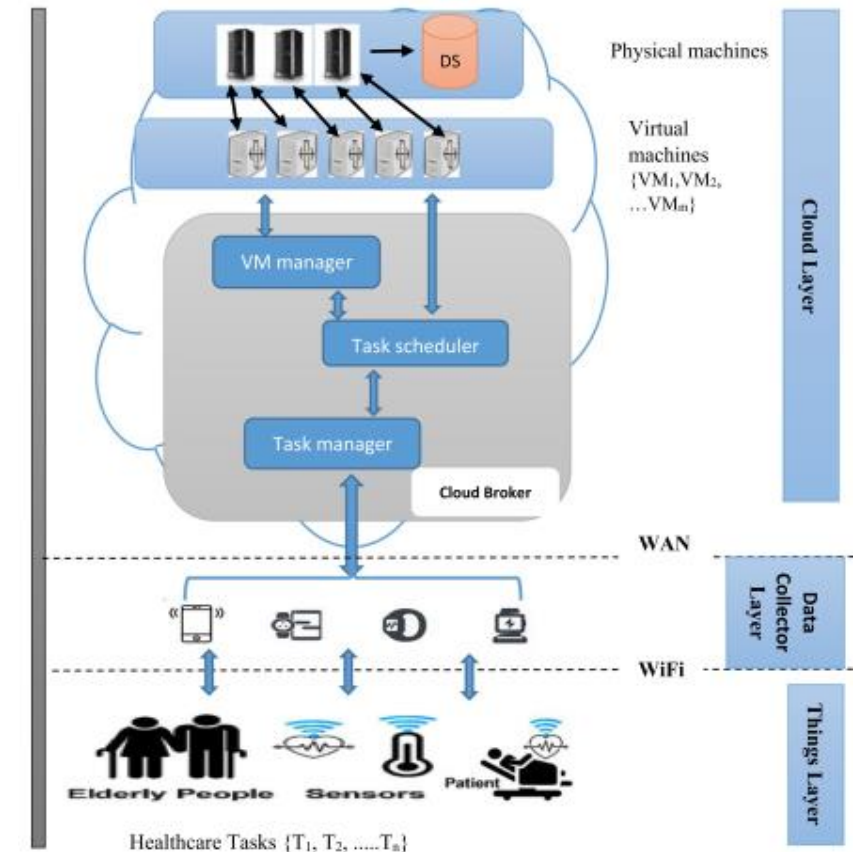 DS
Physical machines
Virtual
machines
{VM₁,VM₂,
…VMₘ}
Cloud Layer
VM manager
Task scheduler
Task manager
Cloud Broker
WAN
Data
Collector
Layer
WiFi
Things Layer
Elderly People
Sensors
Patient
Healthcare Tasks {T₁, T₂, .....Tₙ}